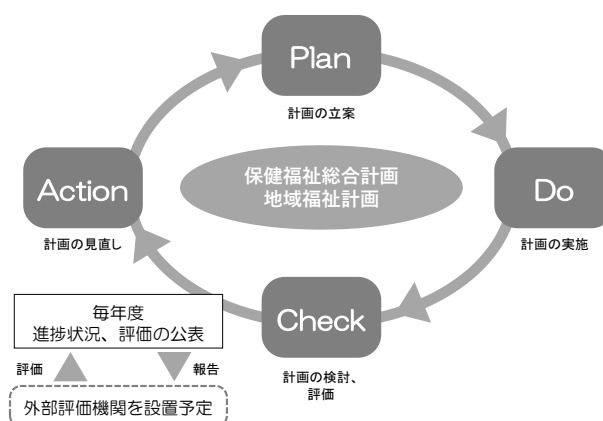 Plan
計画の立案
保健福祉総合計画
地域福祉計画
Action
計画の見直し
Do
計画の実施
Check
計画の検討、
評価
毎年度
進捗状況、評価の公表
評価
報告
外部評価機関を設置予定